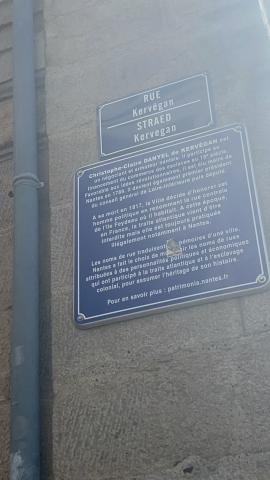 RUE
Kervégan
STRAED
Kervegan
Christophe-Claire DANYEL de KERVÉGAN est
un négociant et armateur nantais. Il participe au
financement du commerce des
Favorable aux idées révolutionnaires, il est élu maire de
Nantes en 1789. Il devient également premier président
du conseil général de Loire-Inférieure puis député.
À sa mort en 1817, la Ville décide d'honorer cet
homme politique en renommant la rue centrale
de l'île Feydeau où il habitait. À cette époque,
en France, la traite atlantique vient d'être
interdite mais elle est toujours pratiquée
illégalement notamment à Nantes.
Les noms de rue traduisent les mémoires d'une ville.
Nantes a fait le choix de maintenir les noms de rues
attribuées à des personnalités politiques et économiques
qui ont participé à la traite atlantique et à l'esclavage
colonial, pour assumer l'héritage de son histoire.
Pour en savoir plus : patrimonia.nantes.fr